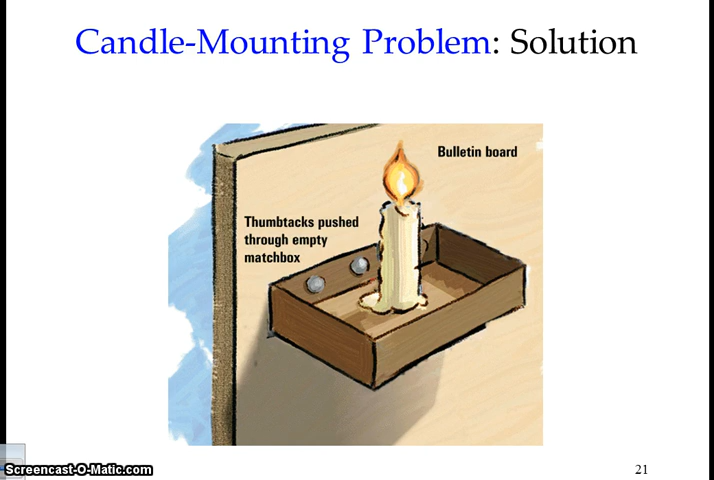 Candle-Mounting Problem: Solution
Bulletin board
Thumbtacks pushed
through empty
matchbox
Screencast-O-Matic.com
21